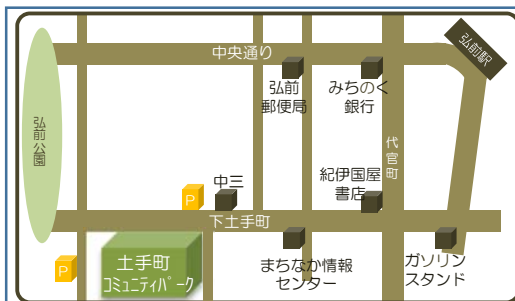 中央通り
弘前駅
弘前
郵便局
みちのく
銀行
弘前公園
代官町
紀伊国屋
書店
中三
P
下土手町
P
土手町
コミュニティパーク
まちなか情報
センター
ガソリン
スタンド